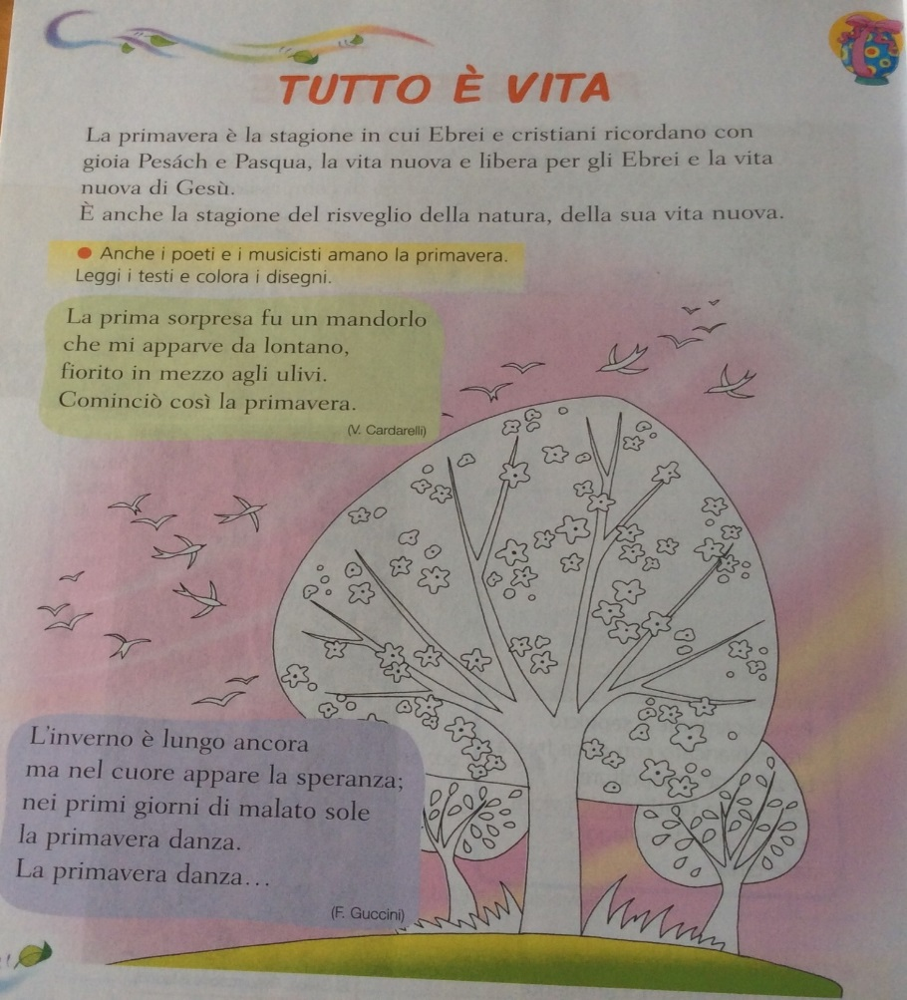 TUTTO È VITA
La primavera è la stagione in cui Ebrei e cristiani ricordano con
gioia Pesách e Pasqua, la vita nuova e libera per gli Ebrei e la vita
nuova di Gesù.
È anche la stagione del risveglio della natura, della sua vita nuova.
● Anche i poeti e i musicisti amano la primavera.
Leggi i testi e colora i disegni.
La prima sorpresa fu un mandorlo
che mi apparve da lontano,
fiorito in mezzo agli ulivi.
Cominciò così la primavera.
(V. Cardarelli)
L'inverno è lungo ancora
ma nel cuore appare la speranza;
nei primi giorni di malato sole
la primavera danza.
La primavera danza...
(F. Guccini)